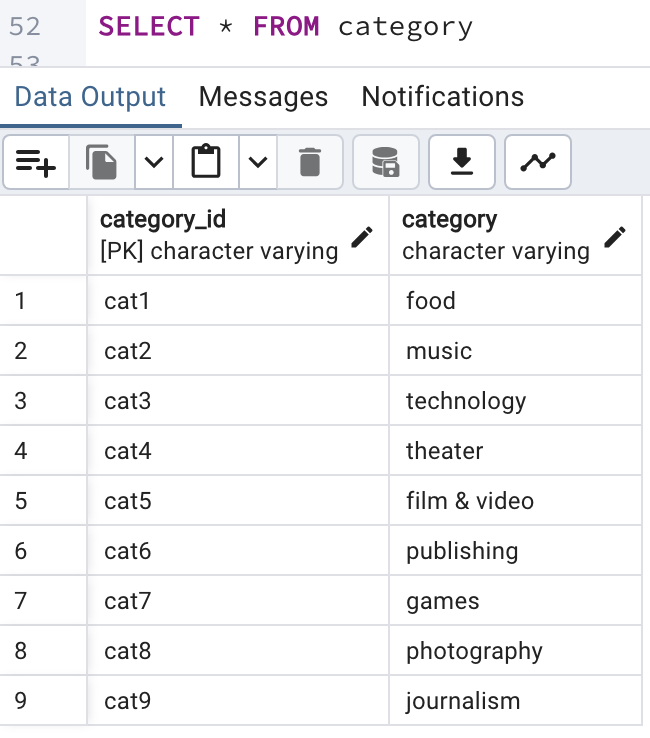 52 SELECT * FROM category
53
Data Output Messages Notifications
category_id category
[PK] character varying character varying
1 cat1 food
2 cat2 music
3 cat3 technology
4 cat4 theater
5 cat5 film & video
6 cat6 publishing
7 cat7 games
8 cat8 photography
9 cat9 journalism